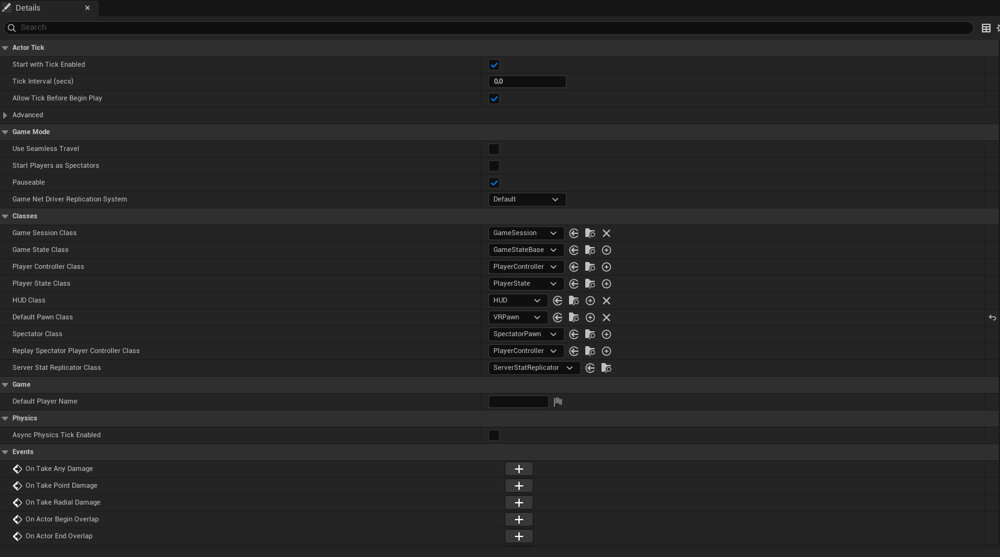 Details
Search
Actor Tick
Start with Tick Enabled
Tick Interval (secs) 0,0
Allow Tick Before Begin Play
Advanced
Game Mode
Use Seamless Travel
Start Players as Spectators
Pauseable
Game Net Driver Replication System Default
Classes
Game Session Class GameSession
Game State Class GameStateBase
Player Controller Class PlayerController
Player State Class PlayerState
HUD Class HUD
Default Pawn Class VRPawn
Spectator Class SpectatorPawn
Replay Spectator Player Controller Class PlayerController
Server Stat Replicator Class ServerStatReplicator
Game
Default Player Name
Physics
Async Physics Tick Enabled
Events
On Take Any Damage
On Take Point Damage
On Take Radial Damage
On Actor Begin Overlap
On Actor End Overlap